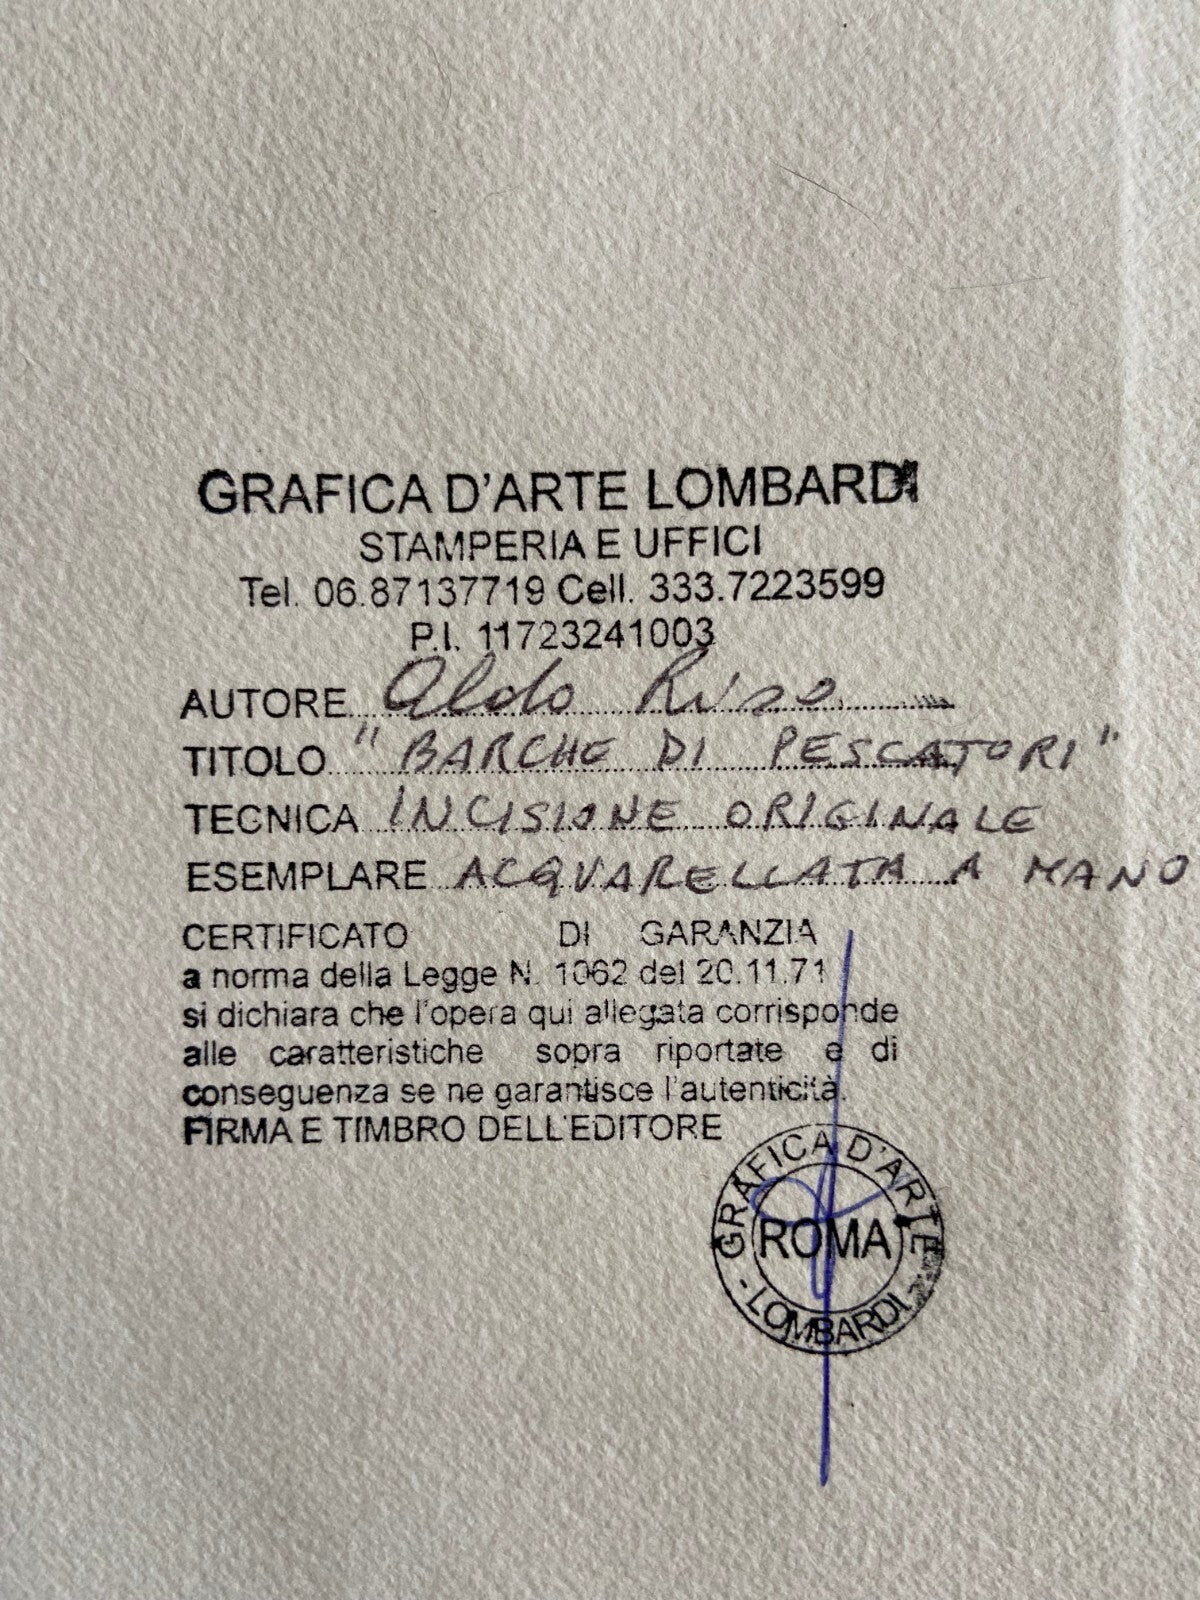 GRAFICA D'ARTE LOMBARDI
STAMPERIA E UFFICI
Tel. 06.87137719 Cell. 333.7223599
P.I. 11723241003
AUTORE Aldo Riso
TITOLO "BARCHE DI PESCATORI"
TECNICA INCISIONE ORIGINALE
ESEMPLARE ACQUARELLATA A MANO
CERTIFICATO DI GARANZIA
a norma della Legge N. 1062 del 20.11.71
si dichiara che l'opera qui allegata corrisponde
alle caratteristiche sopra riportate e di
conseguenza se ne garantisce l'autenticità.
FIRMA E TIMBRO DELL'EDITORE
GRAFICA D'ARTE
ROMA
- LOMBARDI -